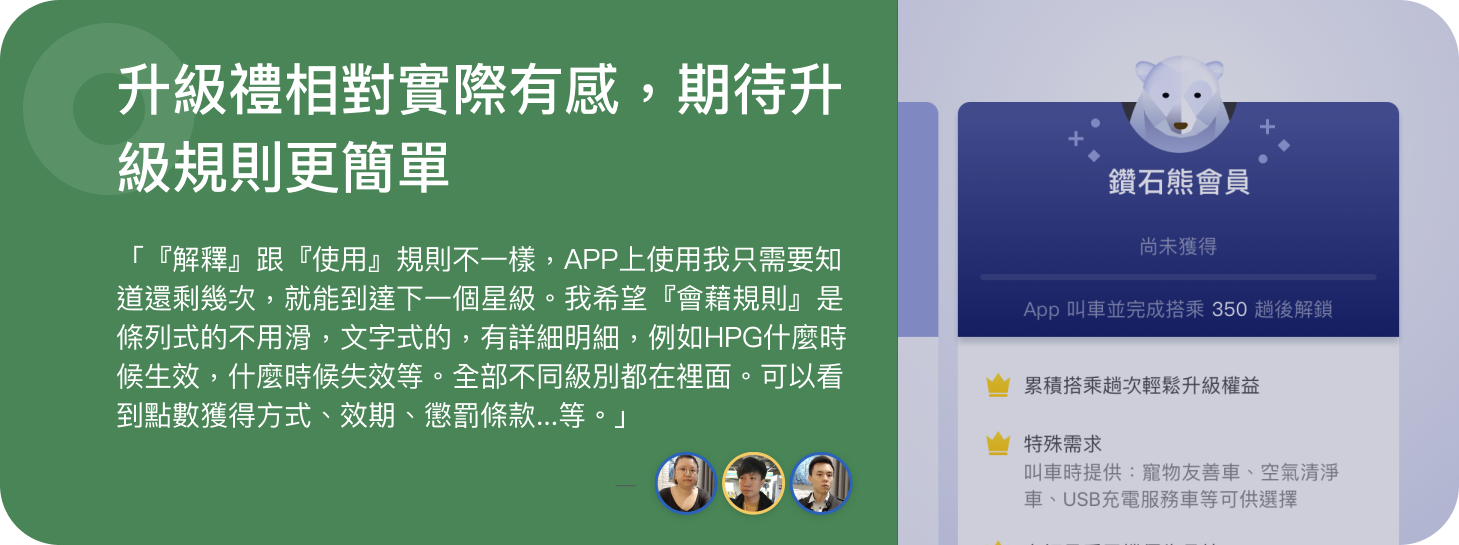 升級禮相對實際有感，期待升
級規則更簡單
「『解釋』跟『使用』規則不一樣，APP上使用我只需要知
道還剩幾次，就能到達下一個星級。我希望『會藉規則』是
條列式的不用滑，文字式的，有詳細明細，例如HPG什麼時
候生效，什麼時候失效等。全部不同級別都在裡面。可以看
到點數獲得方式、效期、懲罰條款...等。」
鑽石熊會員
尚未獲得
App 叫車並完成搭乘 350 趟後解鎖
累積搭乘趟次輕鬆升級權益
特殊需求
叫車時提供：寵物友善車、空氣清淨
車、USB充電服務車等可供選擇